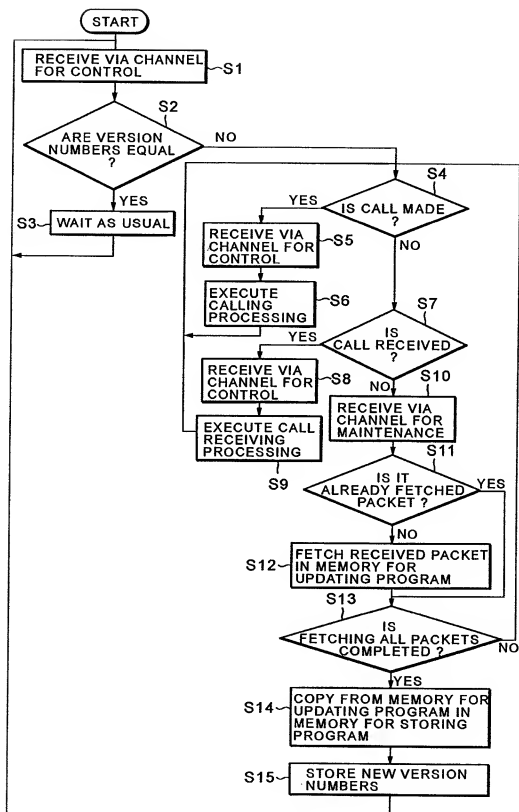 START
RECEIVE VIA CHANNEL
FOR CONTROL
S1
S2
ARE VERSION
NUMBERS EQUAL
?
NO
YES
S3
WAIT AS USUAL
S4
IS CALL MADE
?
YES
NO
S5
RECEIVE VIA
CHANNEL FOR
CONTROL
S6
EXECUTE
CALLING
PROCESSING
S7
IS
CALL RECEIVED
?
YES
NO
S8
RECEIVE VIA
CHANNEL FOR
CONTROL
EXECUTE CALL
RECEIVING
PROCESSING
S9
S10
RECEIVE VIA
CHANNEL FOR
MAINTENANCE
S11
IS IT
ALREADY FETCHED
PACKET ?
YES
NO
S12
FETCH RECEIVED PACKET
IN MEMORY FOR
UPDATING PROGRAM
S13
IS
FETCHING ALL PACKETS
COMPLETED ?
NO
YES
S14
COPY FROM MEMORY FOR
UPDATING PROGRAM IN
MEMORY FOR STORING
PROGRAM
S15
STORE NEW VERSION
NUMBERS